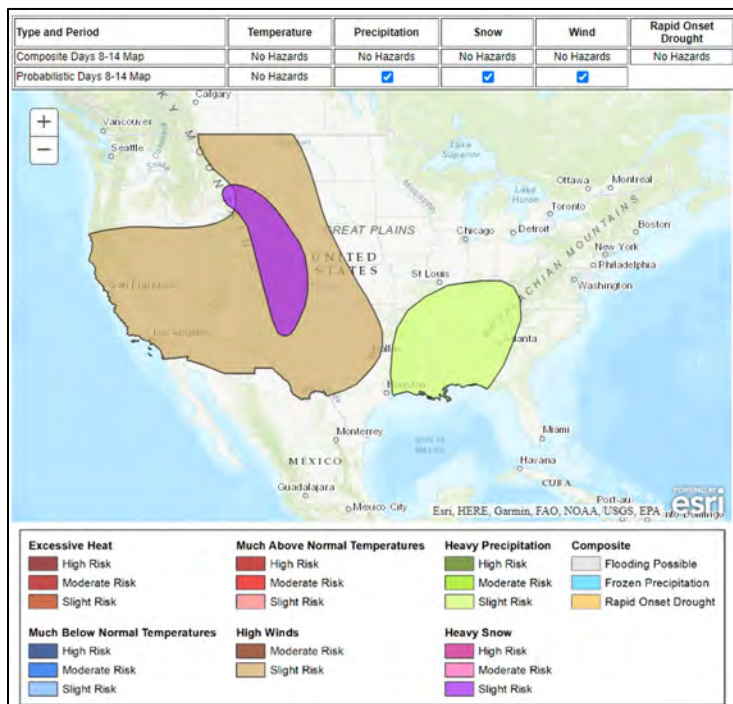 Type and Period Temperature Precipitation Snow Wind Rapid Onset Drought
Composite Days 8-14 Map No Hazards No Hazards No Hazards No Hazards No Hazards
Probabilistic Days 8-14 Map No Hazards
+
−
Calgary
Vancouver
Seattle
Lake Superior
Mississippi
Ottawa
Montreal
Lake Huron
Toronto
Boston
GREAT PLAINS
Chicago
Detroit
New York
UNITED
STATES
Philadelphia
APPALACHIAN MOUNTAINS
St Louis
Washington
San Francisco
Los Angeles
Houston
Monterrey
Miami
MÉXICO
Havana
CUBA
Guadalajara
Mexico City
Port-au-
POWERED BY
esri
Esri, HERE, Garmin, FAO, NOAA, USGS, EPA
Excessive Heat
High Risk
Moderate Risk
Slight Risk
Much Above Normal Temperatures
High Risk
Moderate Risk
Slight Risk
Heavy Precipitation
High Risk
Moderate Risk
Slight Risk
Composite
Flooding Possible
Frozen Precipitation
Rapid Onset Drought
Much Below Normal Temperatures
High Risk
Moderate Risk
Slight Risk
High Winds
Moderate Risk
Slight Risk
Heavy Snow
High Risk
Moderate Risk
Slight Risk